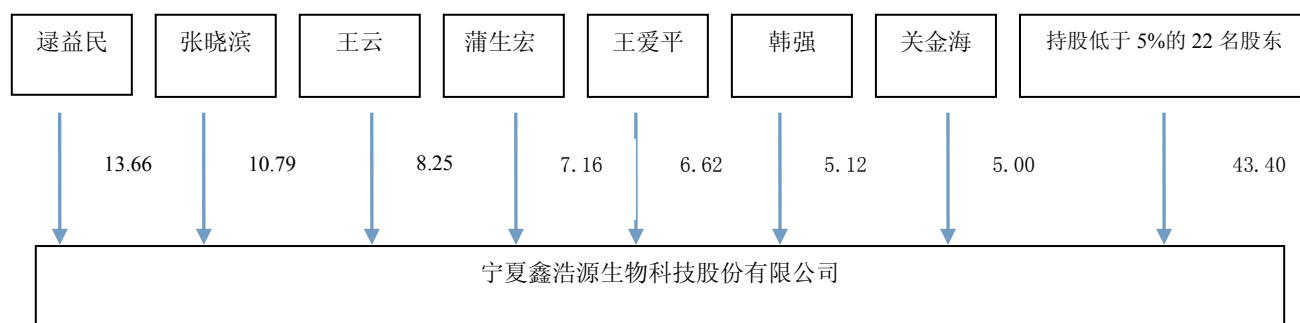 逯益民
张晓滨
王云
蒲生宏
王爱平
韩强
关金海
持股低于 5%的 22 名股东
13.66
10.79
8.25
7.16
6.62
5.12
5.00
43.40
宁夏鑫浩源生物科技股份有限公司